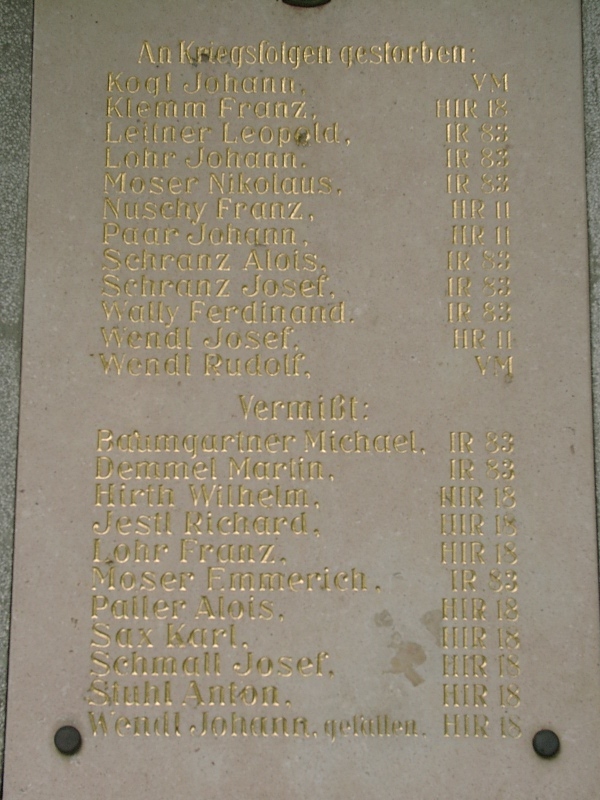 An Kriegsfolgen gestorben:
Kogl Johann, VM
Klemm Franz, HIR 18
Leitner Leopold, IR 83
Lohr Johann, IR 83
Moser Nikolaus, IR 83
Nuschy Franz, HR 11
Paar Johann, HR 11
Schranz Alois, IR 83
Schranz Josef, IR 83
Wally Ferdinand, IR 83
Wendl Josef, HR 11
Wendl Rudolf, VM
Vermißt:
Baumgartner Michael, IR 83
Demmel Martin, IR 83
Hirth Wilhelm, HIR 18
Jestl Richard, HIR 18
Lohr Franz, HIR 18
Moser Emmerich, IR 83
Pailer Alois, HIR 18
Sax Karl, HIR 18
Schmall Josef, HIR 18
Stuhl Anton, HIR 18
Wendl Johann, gefallen, HIR 18